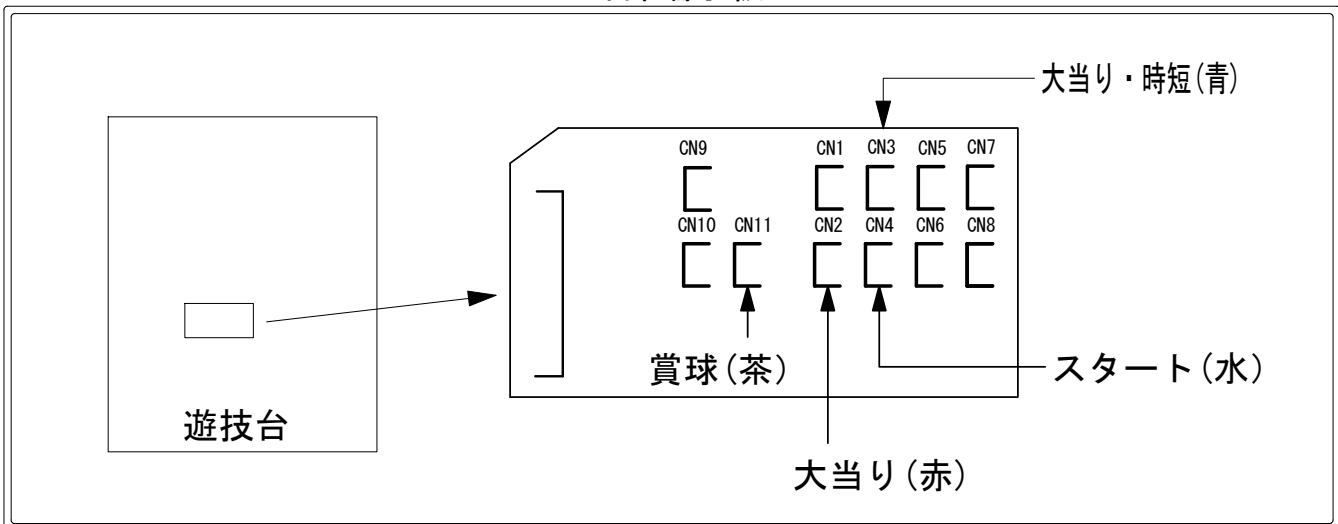 大当り・時短(青)
CN9 CN1 CN3 CN5 CN7
CN10 CN11 CN2 CN4 CN6 CN8
賞球(茶)
スタート(水)
遊技台
大当り(赤)